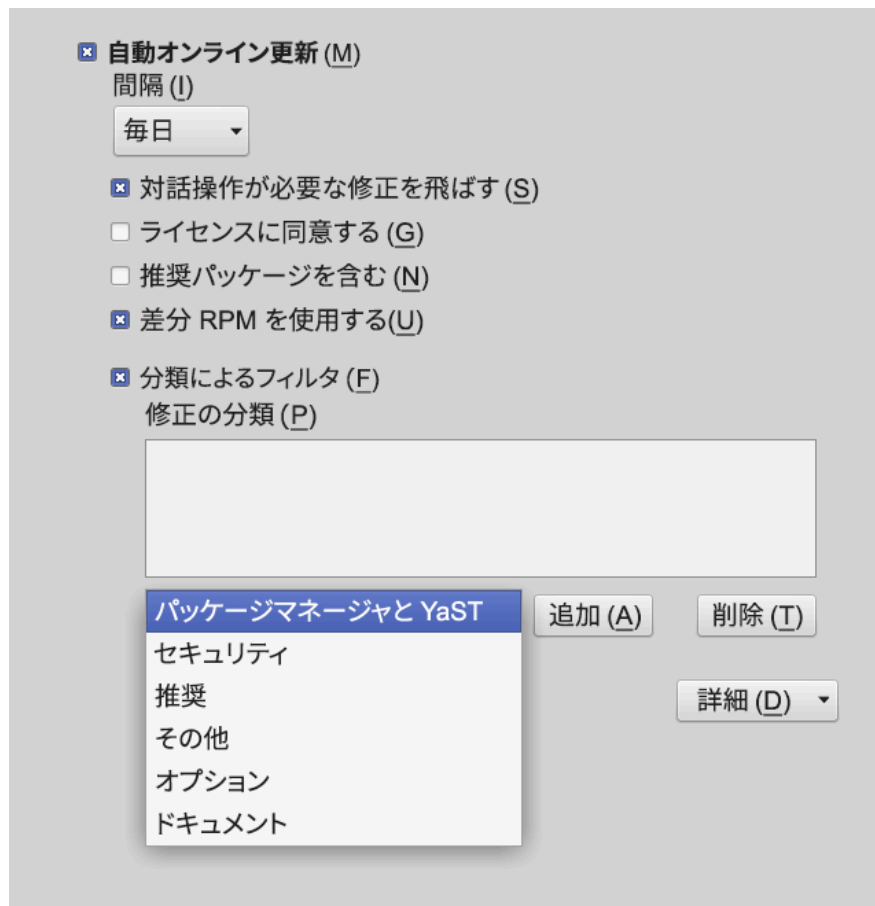 自動オンライン更新 (M)
間隔 (I)
毎日
対話操作が必要な修正を飛ばす (S)
ライセンスに同意する (G)
推奨パッケージを含む (N)
差分 RPM を使用する(U)
分類によるフィルタ (F)
修正の分類 (P)
パッケージマネージャと YaST
追加 (A)
削除 (T)
セキュリティ
推奨
詳細 (D)
その他
オプション
ドキュメント